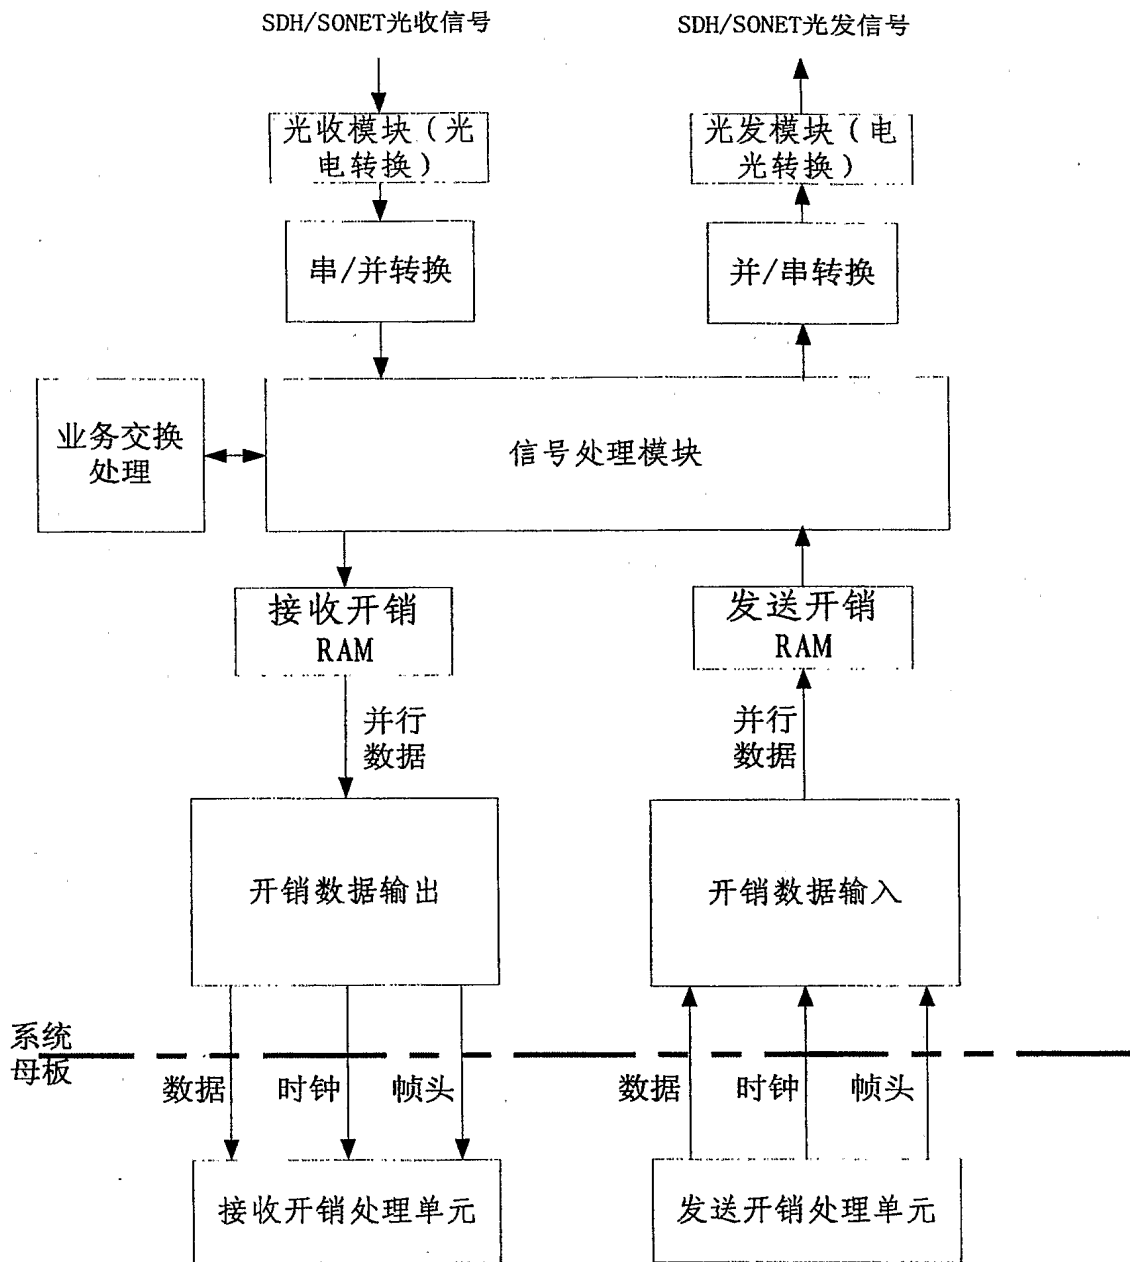 SDH/SONET光收信号
SDH/SONET光发信号
光收模块（光
电转换）
光发模块（电
光转换）
串/并转换
并/串转换
业务交换
处理
信号处理模块
接收开销
RAM
发送开销
RAM
并行
数据
并行
数据
开销数据输出
开销数据输入
系统
母板
数据
时钟
帧头
数据
时钟
帧头
接收开销处理单元
发送开销处理单元